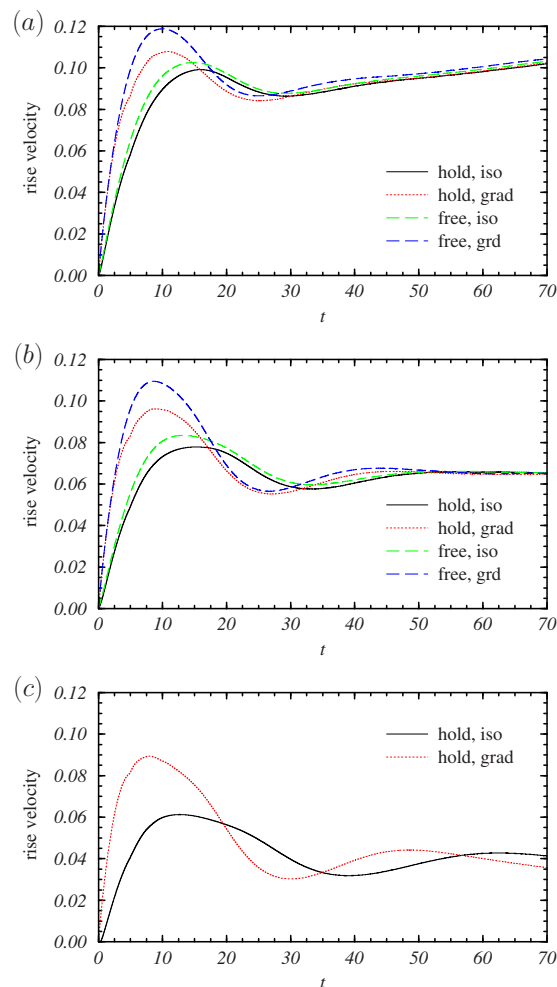 (a)
0.12
0.10
0.08
0.06
0.04
0.02
0.00
rise velocity
hold, iso
hold, grad
free, iso
free, grd
0 10 20 30 40 50 60 70
t
(b)
0.12
0.10
0.08
0.06
0.04
0.02
0.00
rise velocity
hold, iso
hold, grad
free, iso
free, grd
0 10 20 30 40 50 60 70
t
(c)
0.12
0.10
0.08
0.06
0.04
0.02
0.00
rise velocity
hold, iso
hold, grad
0 10 20 30 40 50 60 70
t